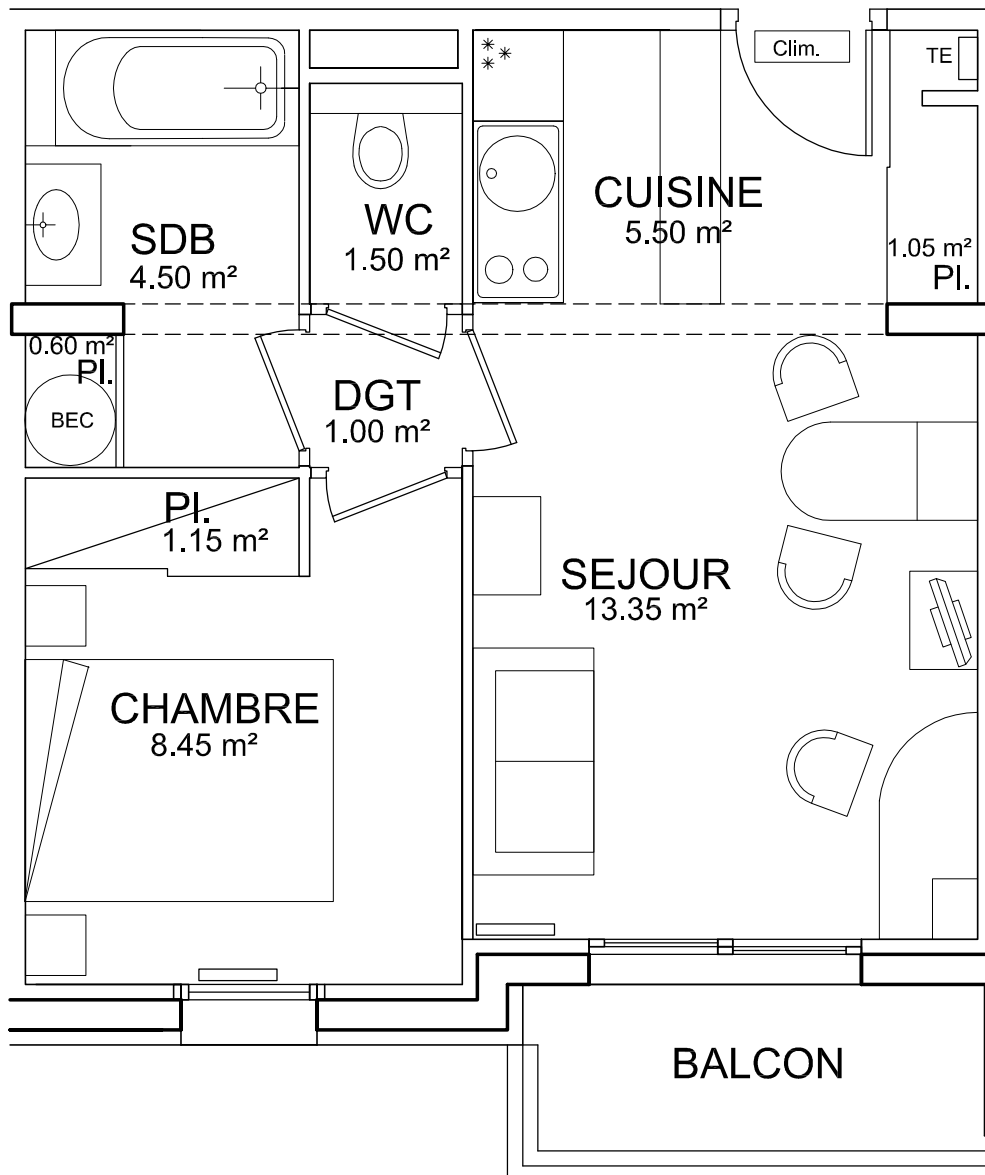 Clim.
TE
CUISINE
5.50 m²
WC
1.50 m²
SDB
4.50 m²
1.05 m²
Pl.
0.60 m²
Pl.
BEC
DGT
1.00 m²
Pl.
1.15 m²
SEJOUR
13.35 m²
CHAMBRE
8.45 m²
BALCON